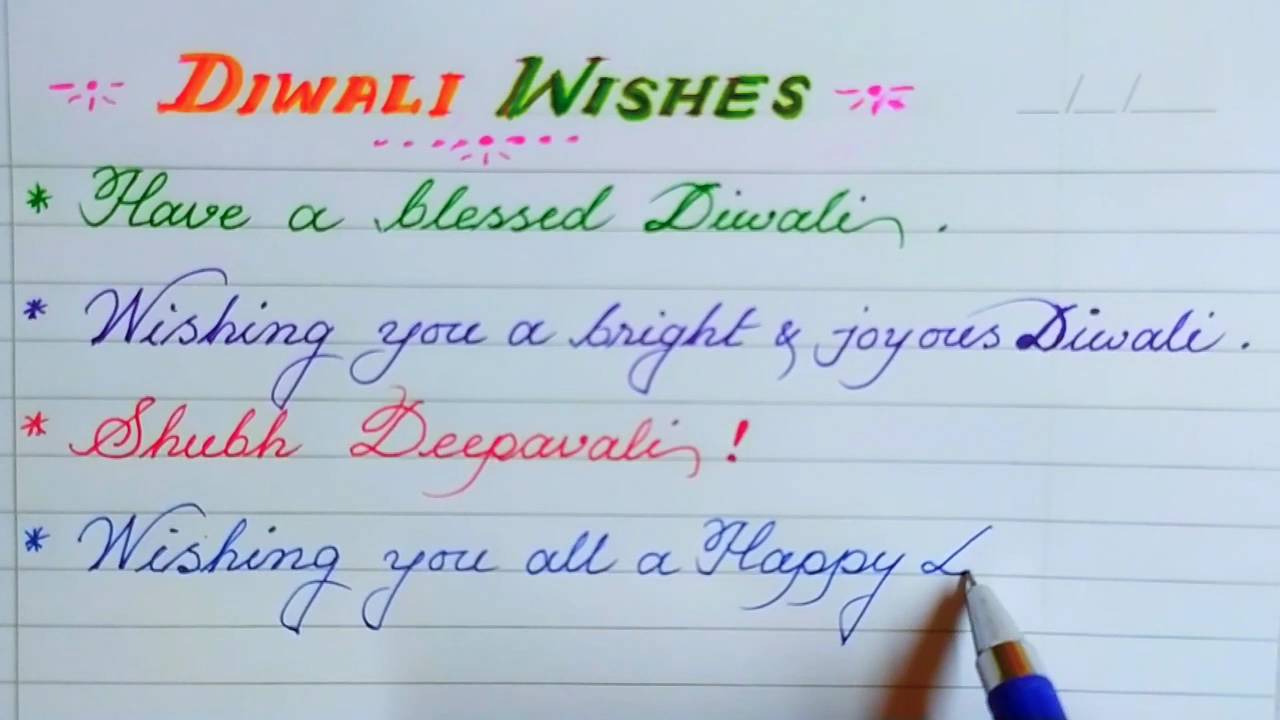 DIWALI WISHES
* Have a blessed Diwali.
* Wishing you a bright & joyous Diwali.
* Shubh Deepavali!
* Wishing you all a Happy